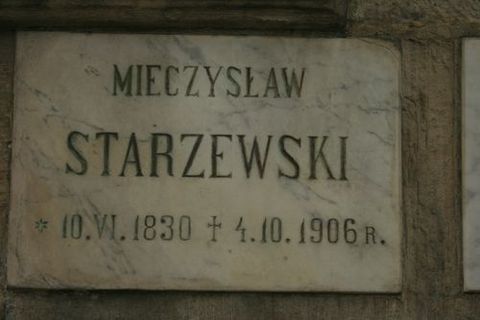 MIECZYSŁAW
STARZEWSKI
* 10.VI.1830 † 4.10.1906 R.